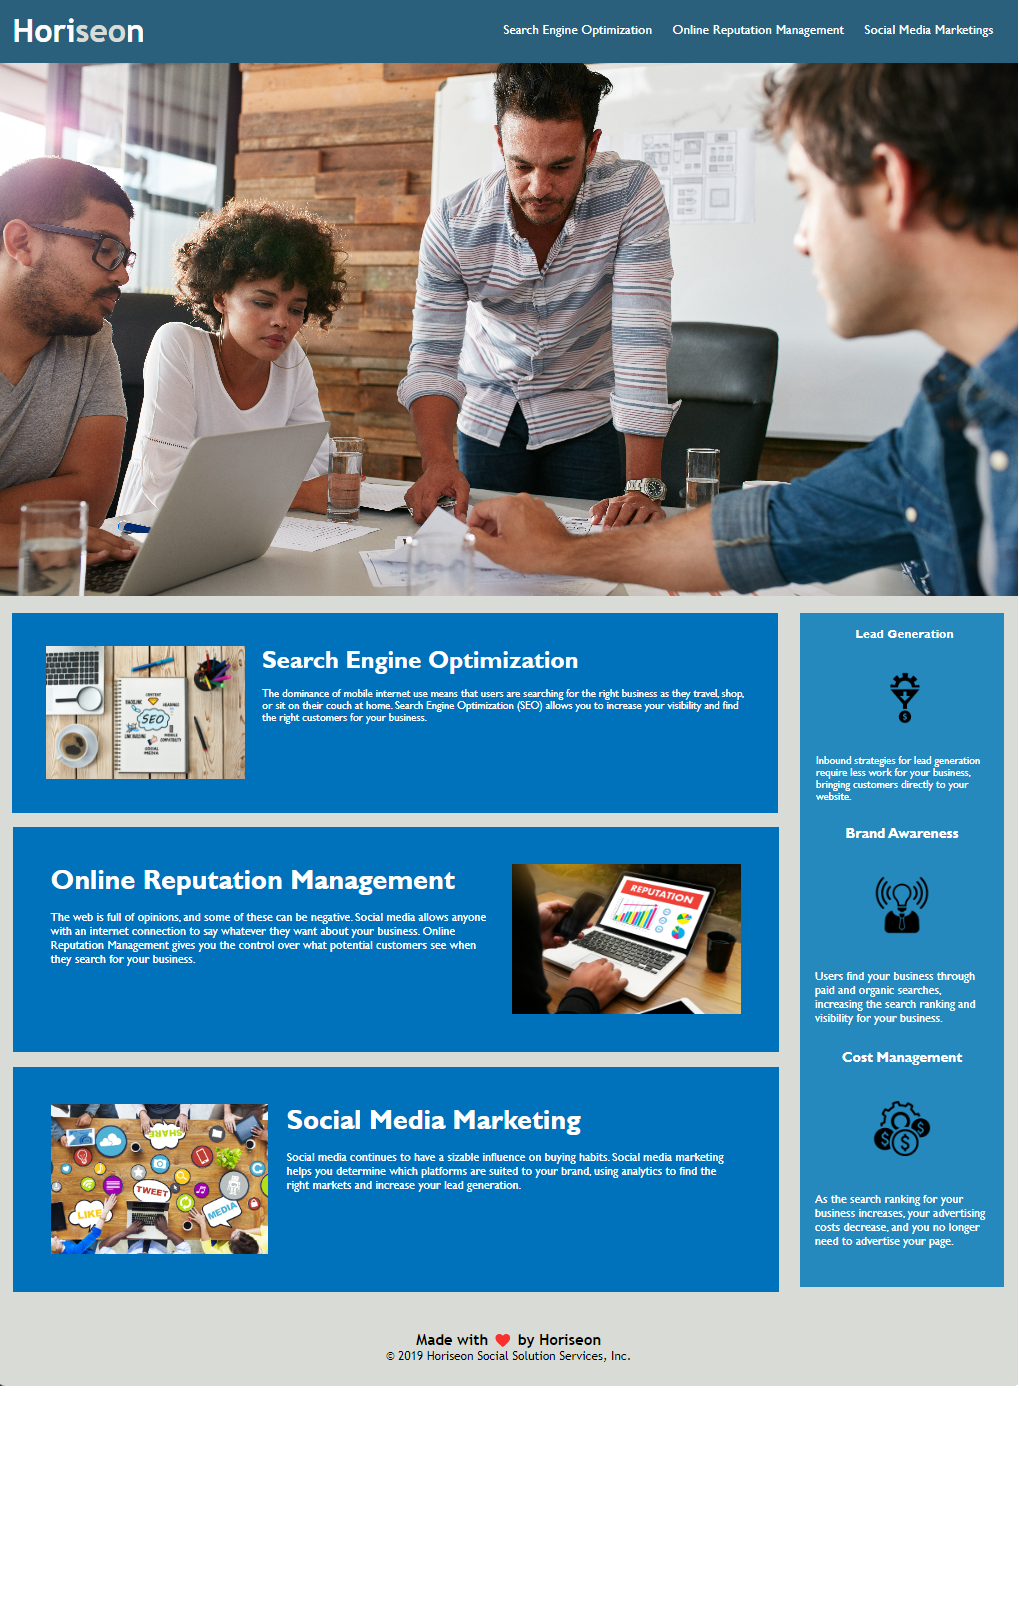 Horiseon
Search Engine Optimization
Online Reputation Management
Social Media Marketings
CONTENT
BACKLINK
SEO
LINK BUILDING
SOCIAL
MEDIA
Search Engine Optimization
The dominance of mobile internet use means that users are searching for the right business as they travel, shop,
or sit on their couch at home. Search Engine Optimization (SEO) allows you to increase your visibility and find
the right customers for your business.
Online Reputation Management
The web is full of opinions, and some of these can be negative. Social media allows anyone
with an internet connection to say whatever they want about your business. Online
Reputation Management gives you the control over what potential customers see when
they search for your business.
REPUTATION
SHARE
TWEET
LIKE
MEDIA
Social Media Marketing
Social media continues to have a sizable influence on buying habits. Social media marketing
helps you determine which platforms are suited to your brand, using analytics to find the
right markets and increase your lead generation.
Lead Generation
Inbound strategies for lead generation
require less work for your business,
bringing customers directly to your
website.
Brand Awareness
Users find your business through
paid and organic searches,
increasing the search ranking and
visibility for your business.
Cost Management
As the search ranking for your
business increases, your advertising
costs decrease, and you no longer
need to advertise your page.
Made with ❤️ by Horiseon
© 2019 Horiseon Social Solution Services, Inc.